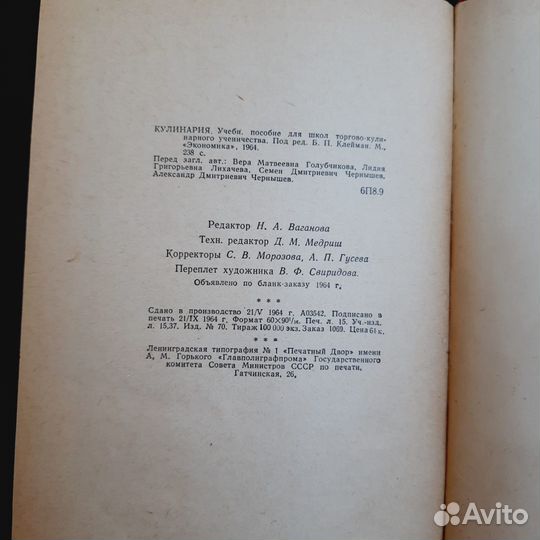 КУЛИНАРИЯ. Учебн. пособие для школ торгово-кули-
нарного ученичества. Под ред. Б. П. Клейман. М.,
«Экономика», 1964.
238 с.
Перед загл. авт.: Вера Матвеевна Голубчикова, Лидия
Григорьевна Лихачева, Семен Дмитриевич Чернышев,
Александр Дмитриевич Чернышев.
6П8.9
Редактор Н. А. Ваганова
Техн. редактор Д. М. Медриш
Корректоры С. В. Морозова, А. П. Гусева
Переплет художника В. Ф. Свиридова.
Объявлено по бланк-заказу 1964 г.
* * *
Сдано в производство 21/V 1964 г. А03542. Подписано в
печать 21/IX 1964 г. Формат 60×90¹/₁₆ Печ. л. 15. Уч.-изд.
л. 15,37. Изд. № 70. Тираж 100 000 экз. Заказ 1069. Цена 61 к.
* * *
Ленинградская типография № 1 «Печатный Двор» имени
А. М. Горького «Главполиграфпрома» Государственного
комитета Совета Министров СССР по печати,
Гатчинская, 26.
Avito